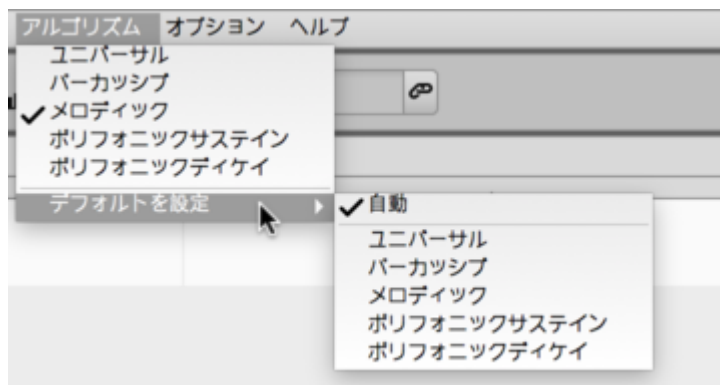 アルゴリズム オプション ヘルプ
ユニバーサル
パーカッシブ
メロディック
ポリフォニックサステイン
ポリフォニックディケイ
デフォルトを設定
自動
ユニバーサル
パーカッシブ
メロディック
ポリフォニックサステイン
ポリフォニックディケイ